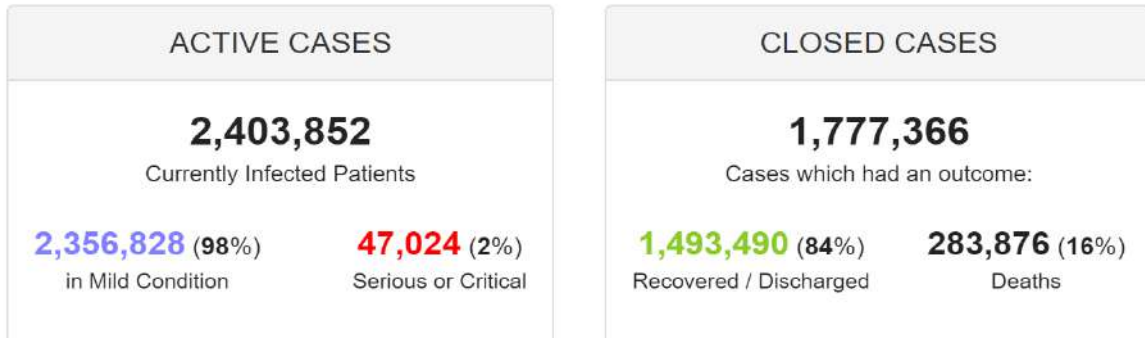 ACTIVE CASES
2,403,852
Currently Infected Patients
2,356,828 (98%)
in Mild Condition
47,024 (2%)
Serious or Critical
CLOSED CASES
1,777,366
Cases which had an outcome:
1,493,490 (84%)
Recovered / Discharged
283,876 (16%)
Deaths